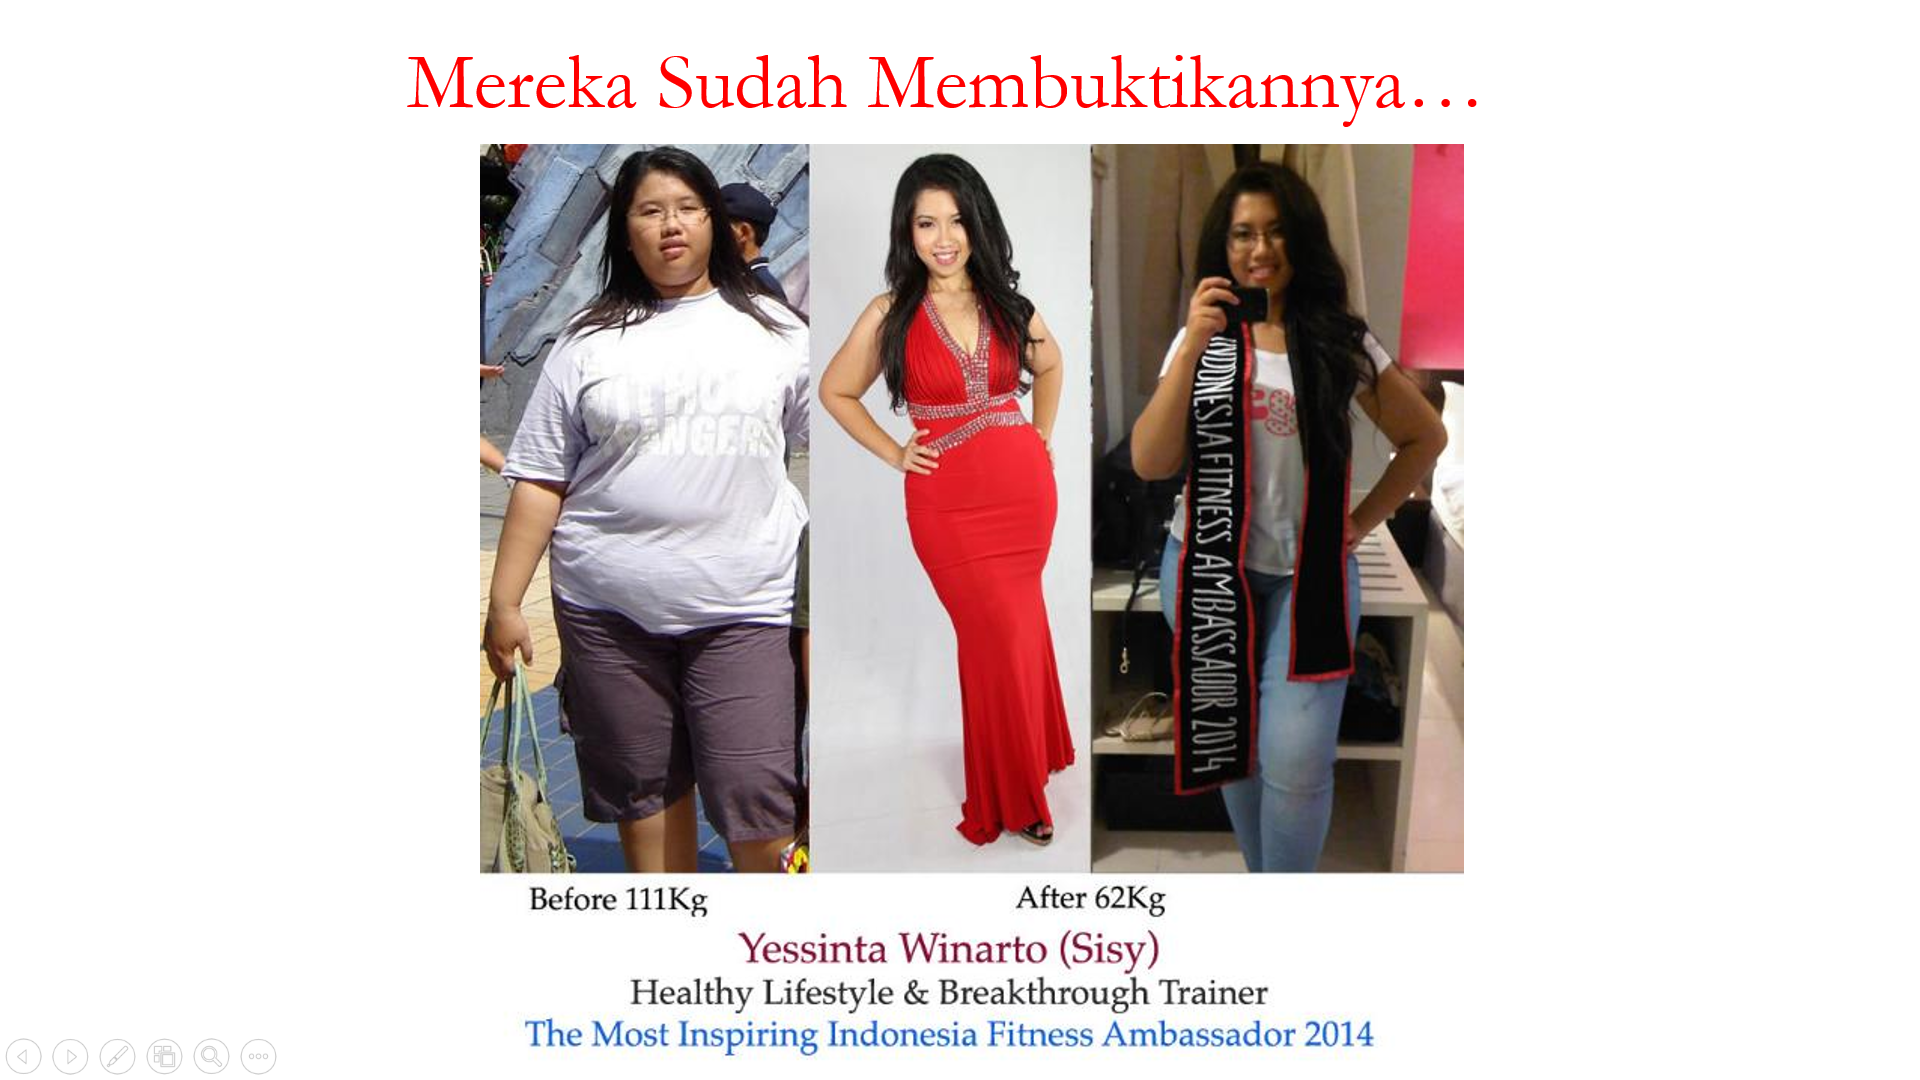 Mereka Sudah Membuktikannya…
INDONESIA FITNESS AMBASSADOR 2014
Before 111Kg
After 62Kg
Yessinta Winarto (Sisy)
Healthy Lifestyle & Breakthrough Trainer
The Most Inspiring Indonesia Fitness Ambassador 2014